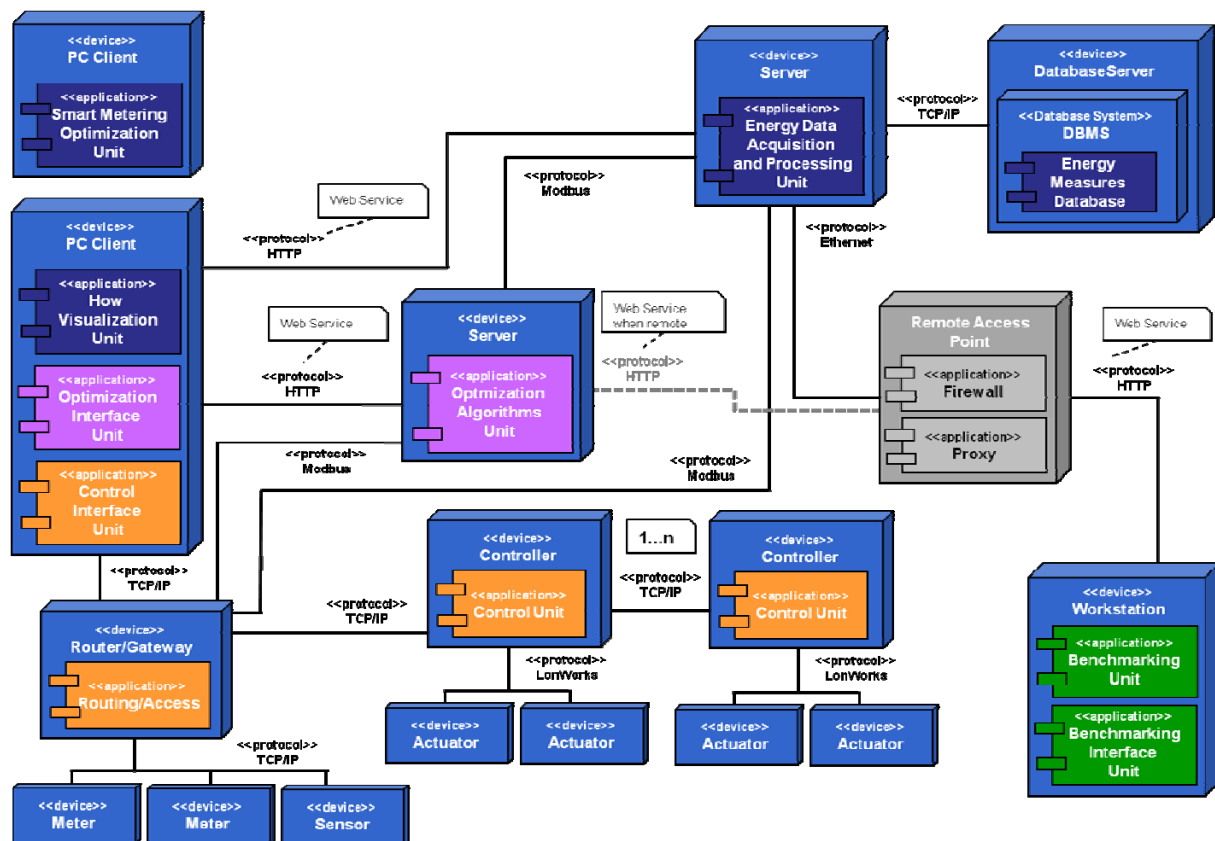 <<device>>
PC Client
<<application>>
Smart Metering
Optimization
Unit
<<device>>
Server
<<application>>
Energy Data
Acquisition
and Processing
Unit
<<protocol>>
TCP/IP
<<device>>
DatabaseServer
<<Database System>>
DBMS
Energy
Measures
Database
<<protocol>>
Modbus
Web Service
<<protocol>>
HTTP
<<protocol>>
Ethernet
<<device>>
PC Client
<<application>>
How
Visualization
Unit
<<application>>
Optimization
Interface
Unit
<<application>>
Control
Interface
Unit
Web Service
<<protocol>>
HTTP
<<device>>
Server
<<application>>
Optmization
Algorithms
Unit
Web Service
when remote
<<protocol>>
HTTP
Remote Access
Point
<<application>>
Firewall
<<application>>
Proxy
Web Service
<<protocol>>
HTTP
<<protocol>>
Modbus
<<protocol>>
Modbus
<<protocol>>
TCP/IP
<<device>>
Router/Gateway
<<application>>
Routing/Access
<<protocol>>
TCP/IP
<<device>>
Controller
<<application>>
Control Unit
1...n
<<protocol>>
TCP/IP
<<device>>
Controller
<<application>>
Control Unit
<<protocol>>
LonWorks
<<protocol>>
LonWorks
<<device>>
Actuator
<<device>>
Actuator
<<device>>
Actuator
<<device>>
Actuator
<<device>>
Workstation
<<application>>
Benchmarking
Unit
<<application>>
Benchmarking
Interface
Unit
<<protocol>>
TCP/IP
<<device>>
Meter
<<device>>
Meter
<<device>>
Sensor